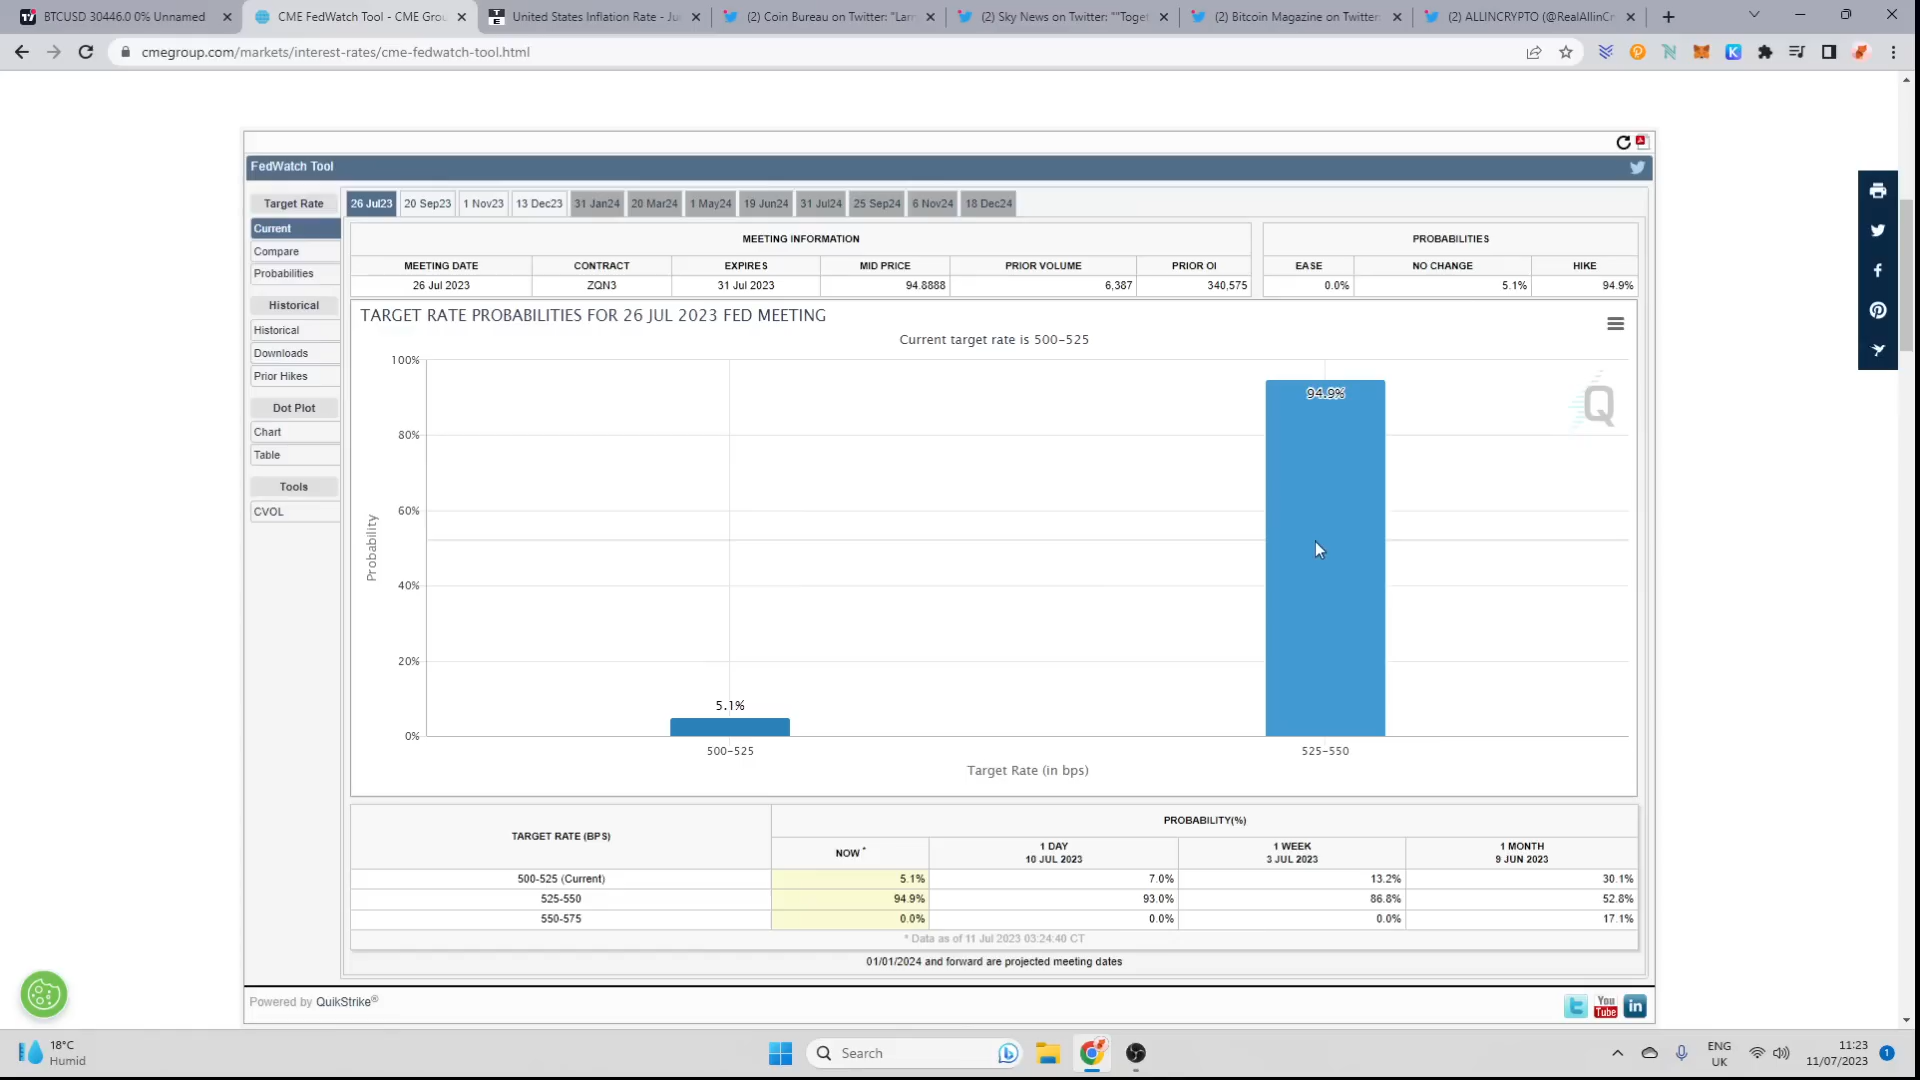 BTCUSD 30446.0 0% Unnamed
CME FedWatch Tool - CME Grou
United States Inflation Rate - Ju
(2) Coin Bureau on Twitter: "Larr
(2) Sky News on Twitter: ""Toget
(2) Bitcoin Magazine on Twitter:
(2) ALLINCRYPTO (@RealAllinCr
cmegroup.com/markets/interest-rates/cme-fedwatch-tool.html
FedWatch Tool
Target Rate
26 Jul23 20 Sep23 1 Nov23 13 Dec23 31 Jan24 20 Mar24 1 May24 19 Jun24 31 Jul24 25 Sep24 6 Nov24 18 Dec24
Current
Compare
Probabilities
Historical
Historical
Downloads
Prior Hikes
Dot Plot
Chart
Table
Tools
CVOL
MEETING INFORMATION
MEETING DATE CONTRACT EXPIRES MID PRICE PRIOR VOLUME PRIOR OI
26 Jul 2023 ZQN3 31 Jul 2023 94.8888 6,387 340,575
PROBABILITIES
EASE NO CHANGE HIKE
0.0% 5.1% 94.9%
TARGET RATE PROBABILITIES FOR 26 JUL 2023 FED MEETING
Current target rate is 500-525
100%
80%
60%
40%
20%
0%
Probability
94.9%
5.1%
Q
500-525 525-550
Target Rate (in bps)
TARGET RATE (BPS)
PROBABILITY(%)
NOW *
1 DAY
10 JUL 2023
1 WEEK
3 JUL 2023
1 MONTH
9 JUN 2023
500-525 (Current) 5.1% 7.0% 13.2% 30.1%
525-550 94.9% 93.0% 86.8% 52.8%
550-575 0.0% 0.0% 0.0% 17.1%
* Data as of 11 Jul 2023 03:24:40 CT
01/01/2024 and forward are projected meeting dates
Powered by QuikStrike®
You
Tube
in
18°C
Humid
Search
ENG
UK
11:23
11/07/2023
1